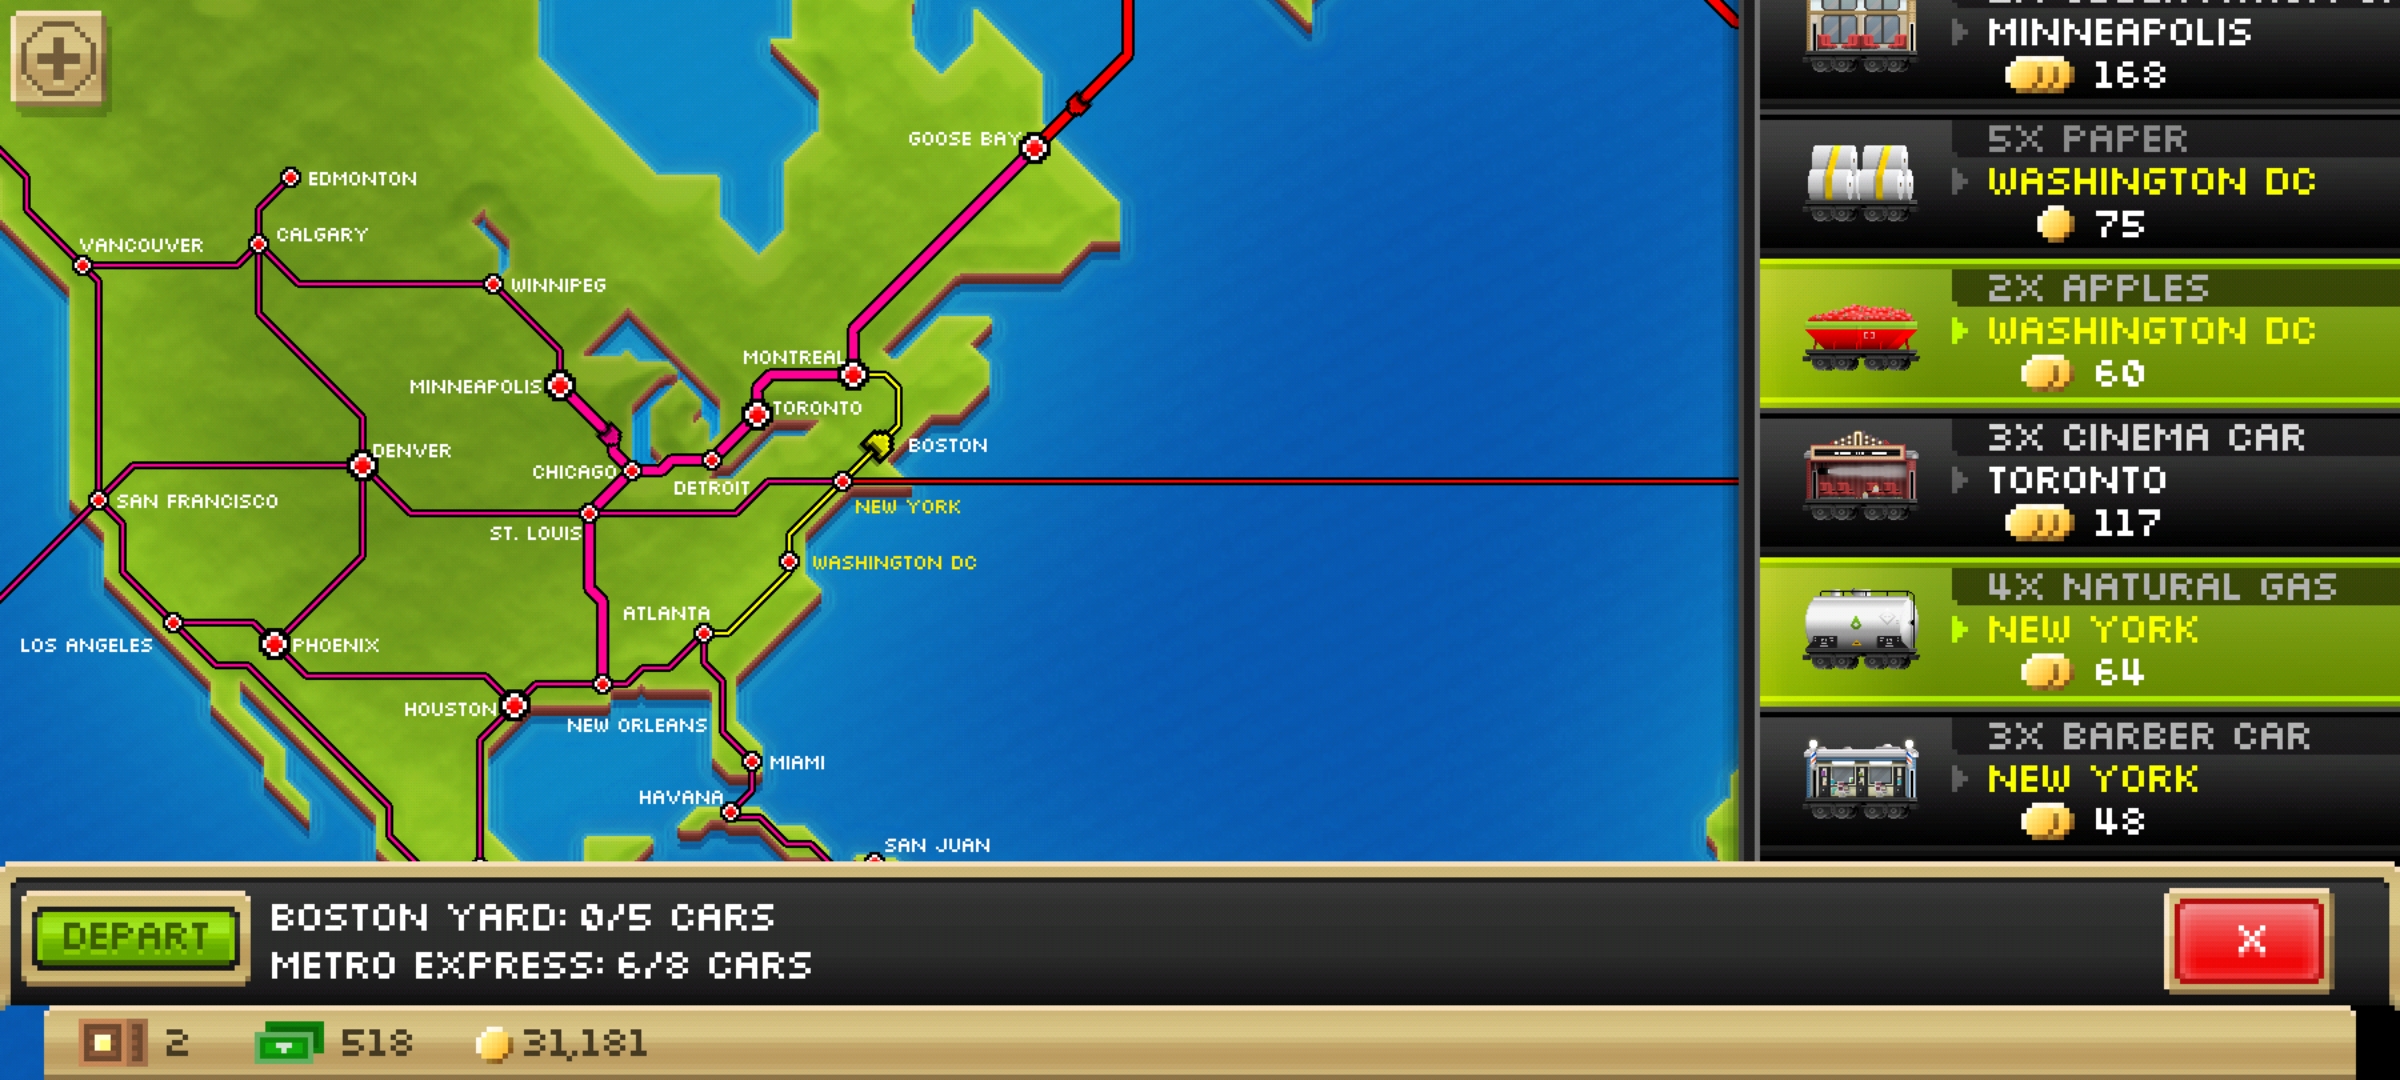 GOOSE BAY
EDMONTON
CALGARY
VANCOUVER
WINNIPEG
MONTREAL
MINNEAPOLIS
TORONTO
BOSTON
DENVER
CHICAGO
DETROIT
SAN FRANCISCO
NEW YORK
ST. LOUIS
WASHINGTON DC
ATLANTA
LOS ANGELES
PHOENIX
HOUSTON
NEW ORLEANS
MIAMI
HAVANA
SAN JUAN
MINNEAPOLIS
168
5X PAPER
WASHINGTON DC
75
2X APPLES
WASHINGTON DC
60
3X CINEMA CAR
TORONTO
117
4X NATURAL GAS
NEW YORK
64
3X BARBER CAR
NEW YORK
48
DEPART
BOSTON YARD: 0/5 CARS
METRO EXPRESS: 6/8 CARS
X
2
518
31,181